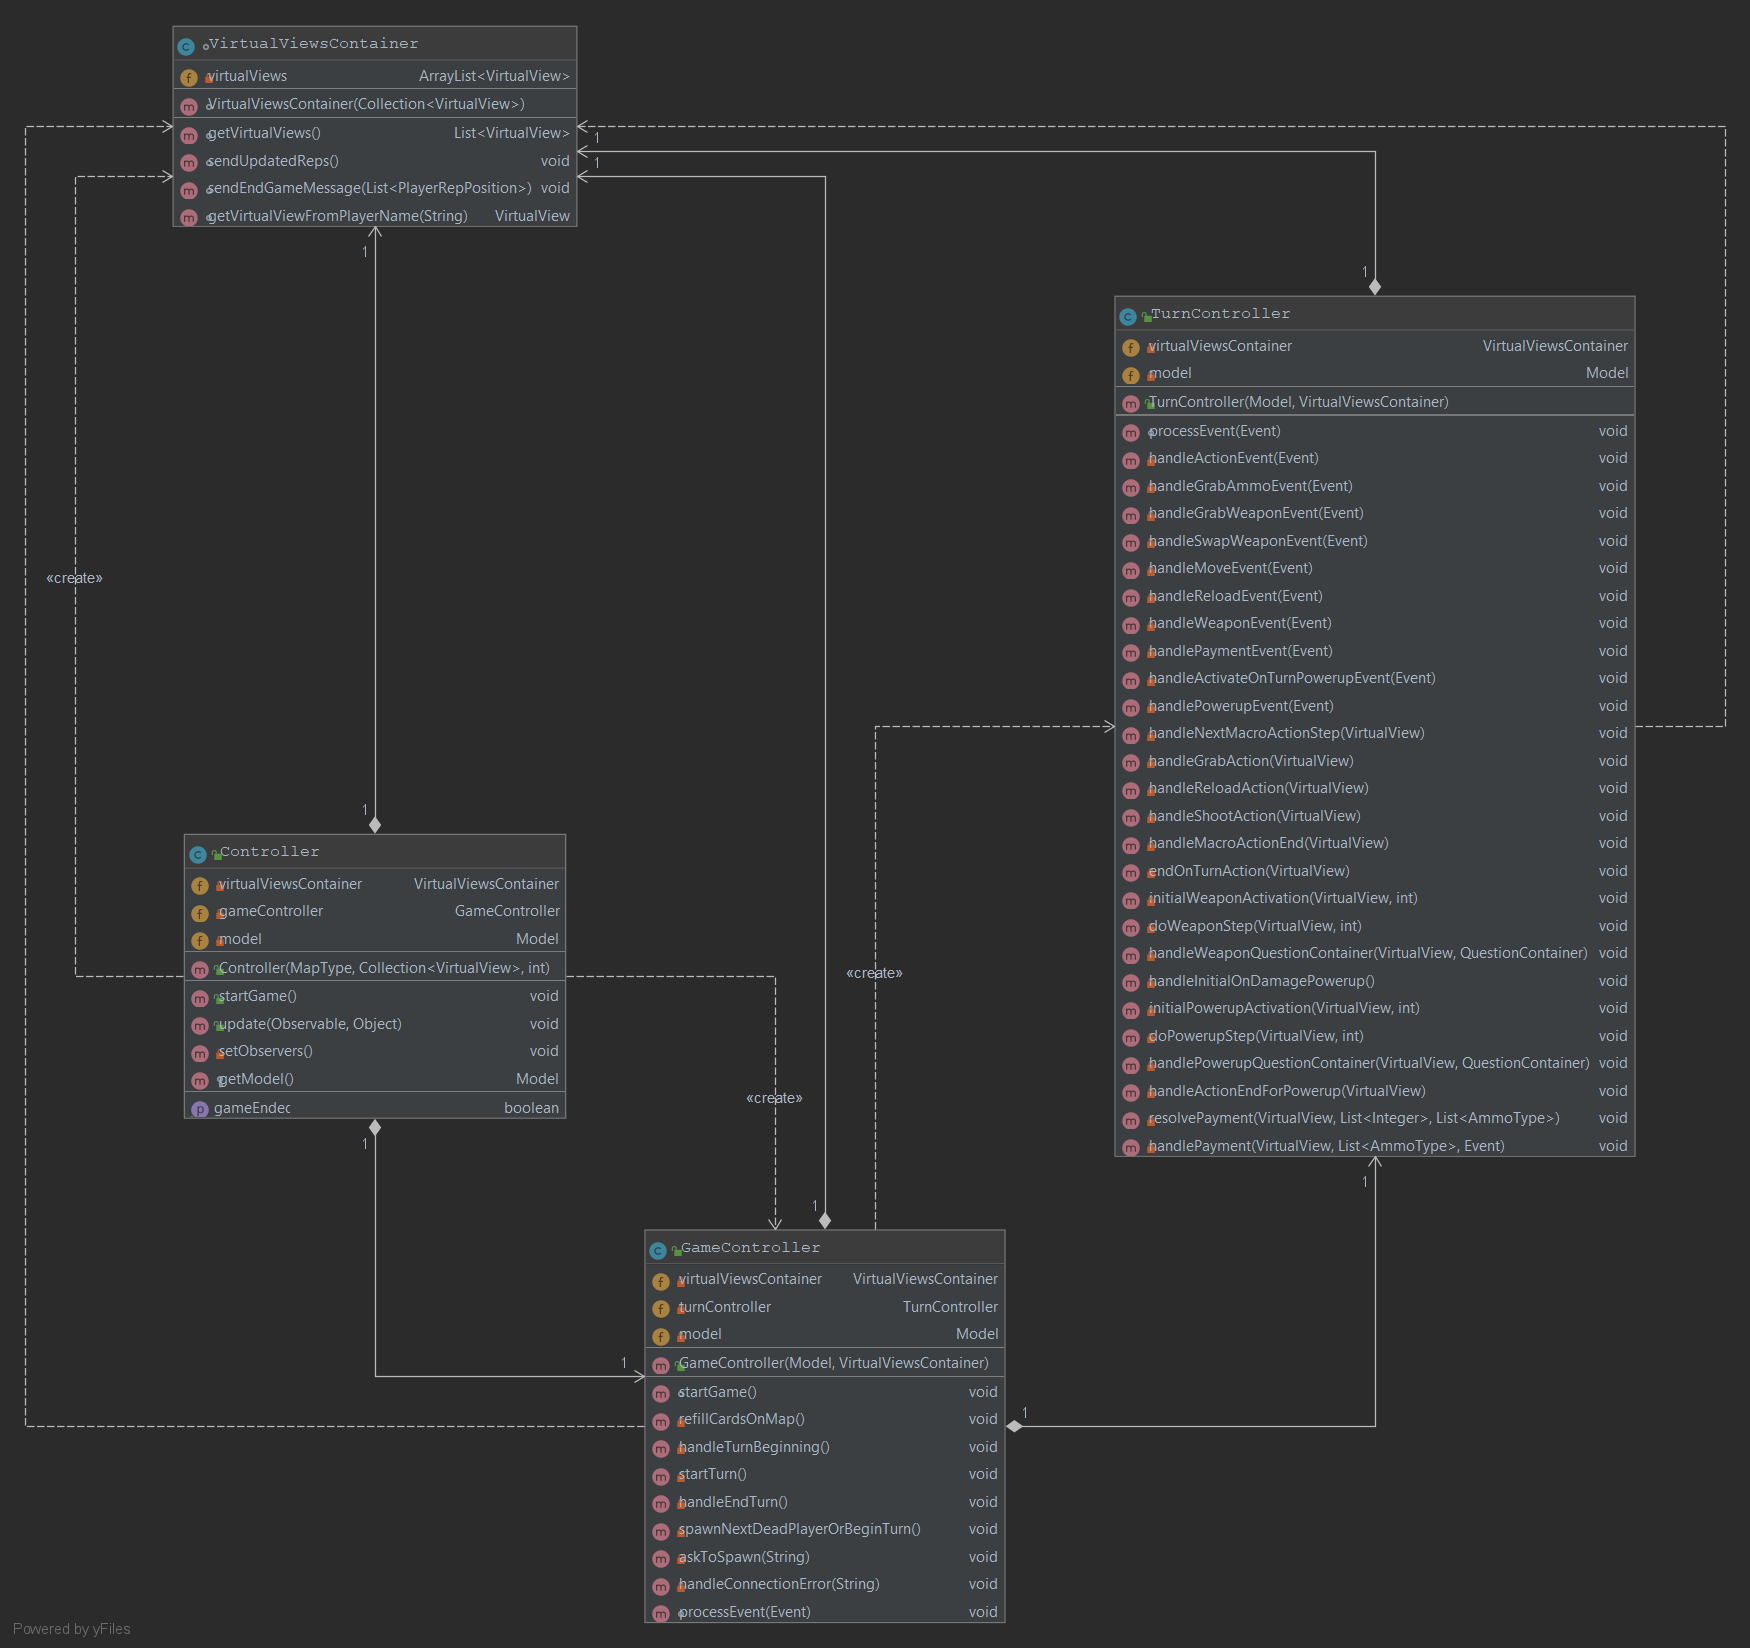 VirtualViewsContainer
virtualViews ArrayList<VirtualView>
VirtualViewsContainer(Collection<VirtualView>)
getVirtualViews() List<VirtualView>
sendUpdatedReps() void
sendEndGameMessage(List<PlayerRepPosition>) void
getVirtualViewFromPlayerName(String) VirtualView
1
1
1
1
TurnController
virtualViewsContainer VirtualViewsContainer
model Model
TurnController(Model, VirtualViewsContainer)
processEvent(Event) void
handleActionEvent(Event) void
handleGrabAmmoEvent(Event) void
handleGrabWeaponEvent(Event) void
handleSwapWeaponEvent(Event) void
handleMoveEvent(Event) void
handleReloadEvent(Event) void
handleWeaponEvent(Event) void
handlePaymentEvent(Event) void
handleActivateOnTurnPowerupEvent(Event) void
handlePowerupEvent(Event) void
handleNextMacroActionStep(VirtualView) void
handleGrabAction(VirtualView) void
handleReloadAction(VirtualView) void
handleShootAction(VirtualView) void
handleMacroActionEnd(VirtualView) void
endOnTurnAction(VirtualView) void
initialWeaponActivation(VirtualView, int) void
doWeaponStep(VirtualView, int) void
handleWeaponQuestionContainer(VirtualView, QuestionContainer) void
handleInitialOnDamagePowerup() void
initialPowerupActivation(VirtualView, int) void
doPowerupStep(VirtualView, int) void
handlePowerupQuestionContainer(VirtualView, QuestionContainer) void
handleActionEndForPowerup(VirtualView) void
resolvePayment(VirtualView, List<Integer>, List<AmmoType>) void
handlePayment(VirtualView, List<AmmoType>, Event) void
1
«create»
1
Controller
virtualViewsContainer VirtualViewsContainer
gameController GameController
model Model
Controller(MapType, Collection<VirtualView>, int)
startGame() void
update(Observable, Object) void
setObservers() void
getModel() Model
gameEndec boolean
1
«create»
«create»
1
1
GameController
virtualViewsContainer VirtualViewsContainer
turnController TurnController
model Model
GameController(Model, VirtualViewsContainer)
startGame() void
refillCardsOnMap() void
handleTurnBeginning() void
startTurn() void
handleEndTurn() void
spawnNextDeadPlayerOrBeginTurn() void
askToSpawn(String) void
handleConnectionError(String) void
processEvent(Event) void
1
Powered by yFiles